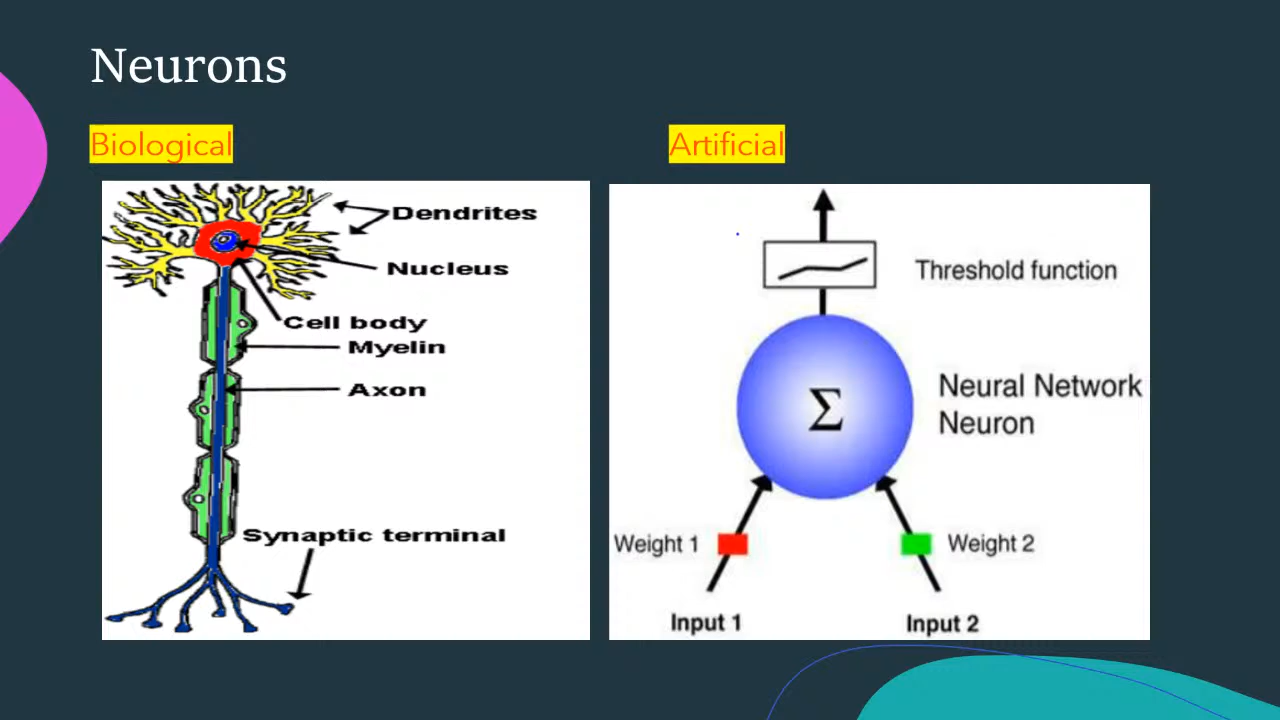 Neurons
Biological
Artificial
Dendrites
Nucleus
Cell body
Myelin
Axon
Synaptic terminal
Threshold function
Σ
Neural Network
Neuron
Weight 1
Weight 2
Input 1
Input 2